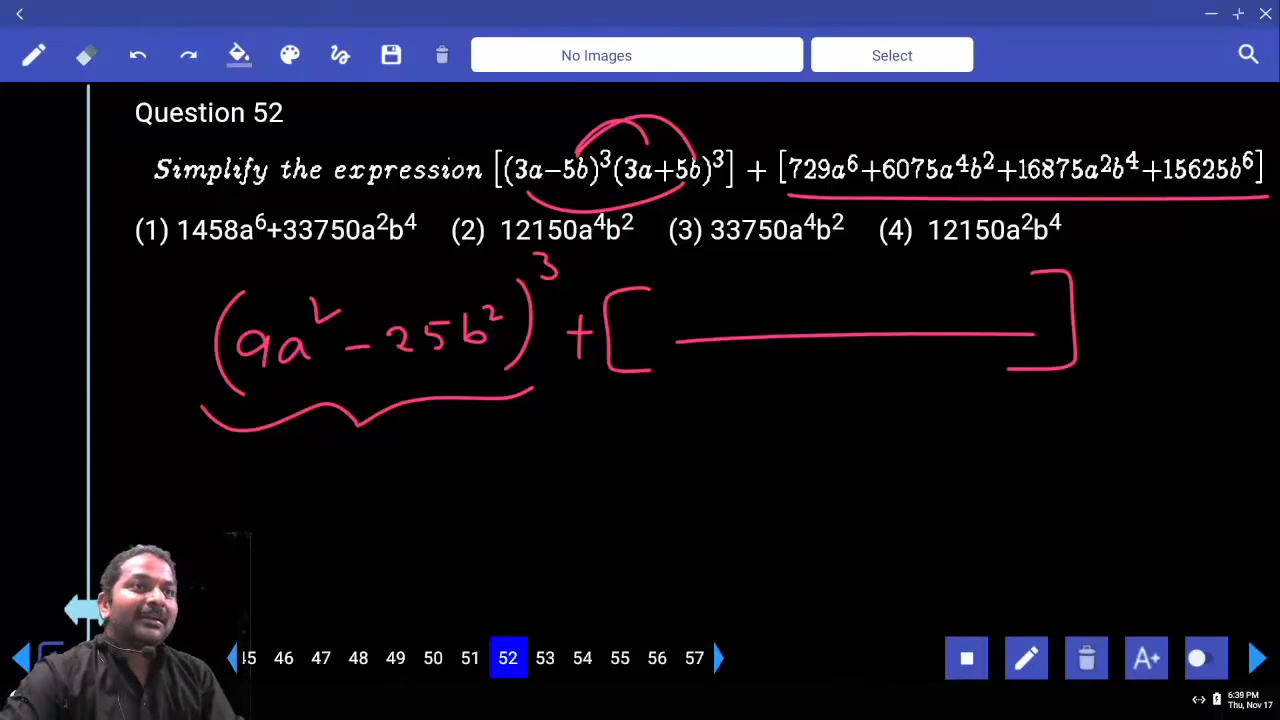 No Images
Select
Question 52
Simplify the expression [(3a−5b)³(3a+5b)³] + [729a⁶+6075a⁴b²+16875a²b⁴+15625b⁶]
(1) 1458a⁶+33750a²b⁴ (2) 12150a⁴b² (3) 33750a⁴b² (4) 12150a²b⁴
(9a² − 25b²)³ + [ ]
45 46 47 48 49 50 51 52 53 54 55 56 57
A+
6:39 PM
Thu, Nov 17